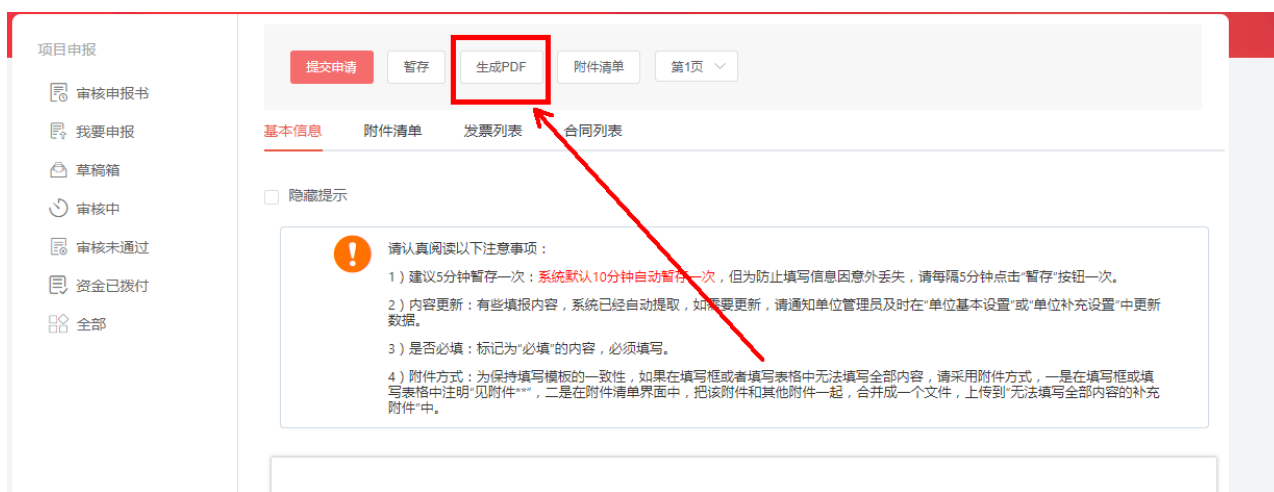 项目申报
审核申报书
我要申报
草稿箱
审核中
审核未通过
资金已拨付
全部
提交申请 暂存 生成PDF 附件清单 第1页
基本信息 附件清单 发票列表 合同列表
隐藏提示
请认真阅读以下注意事项：
1）建议5分钟暂存一次：系统默认10分钟自动暂存一次，但为防止填写信息因意外丢失，请每隔5分钟点击"暂存"按钮一次。
2）内容更新：有些填报内容，系统已经自动提取，如需要更新，请通知单位管理员及时在"单位基本设置"或"单位补充设置"中更新
数据。
3）是否必填：标记为"必填"的内容，必须填写。
4）附件方式：为保持填写模板的一致性，如果在填写框或者填写表格中无法填写全部内容，请采用附件方式，一是在填写框或填
写表格中注明"见附件**"，二是在附件清单界面中，把该附件和其他附件一起，合并成一个文件，上传到"无法填写全部内容的补充
附件"中。